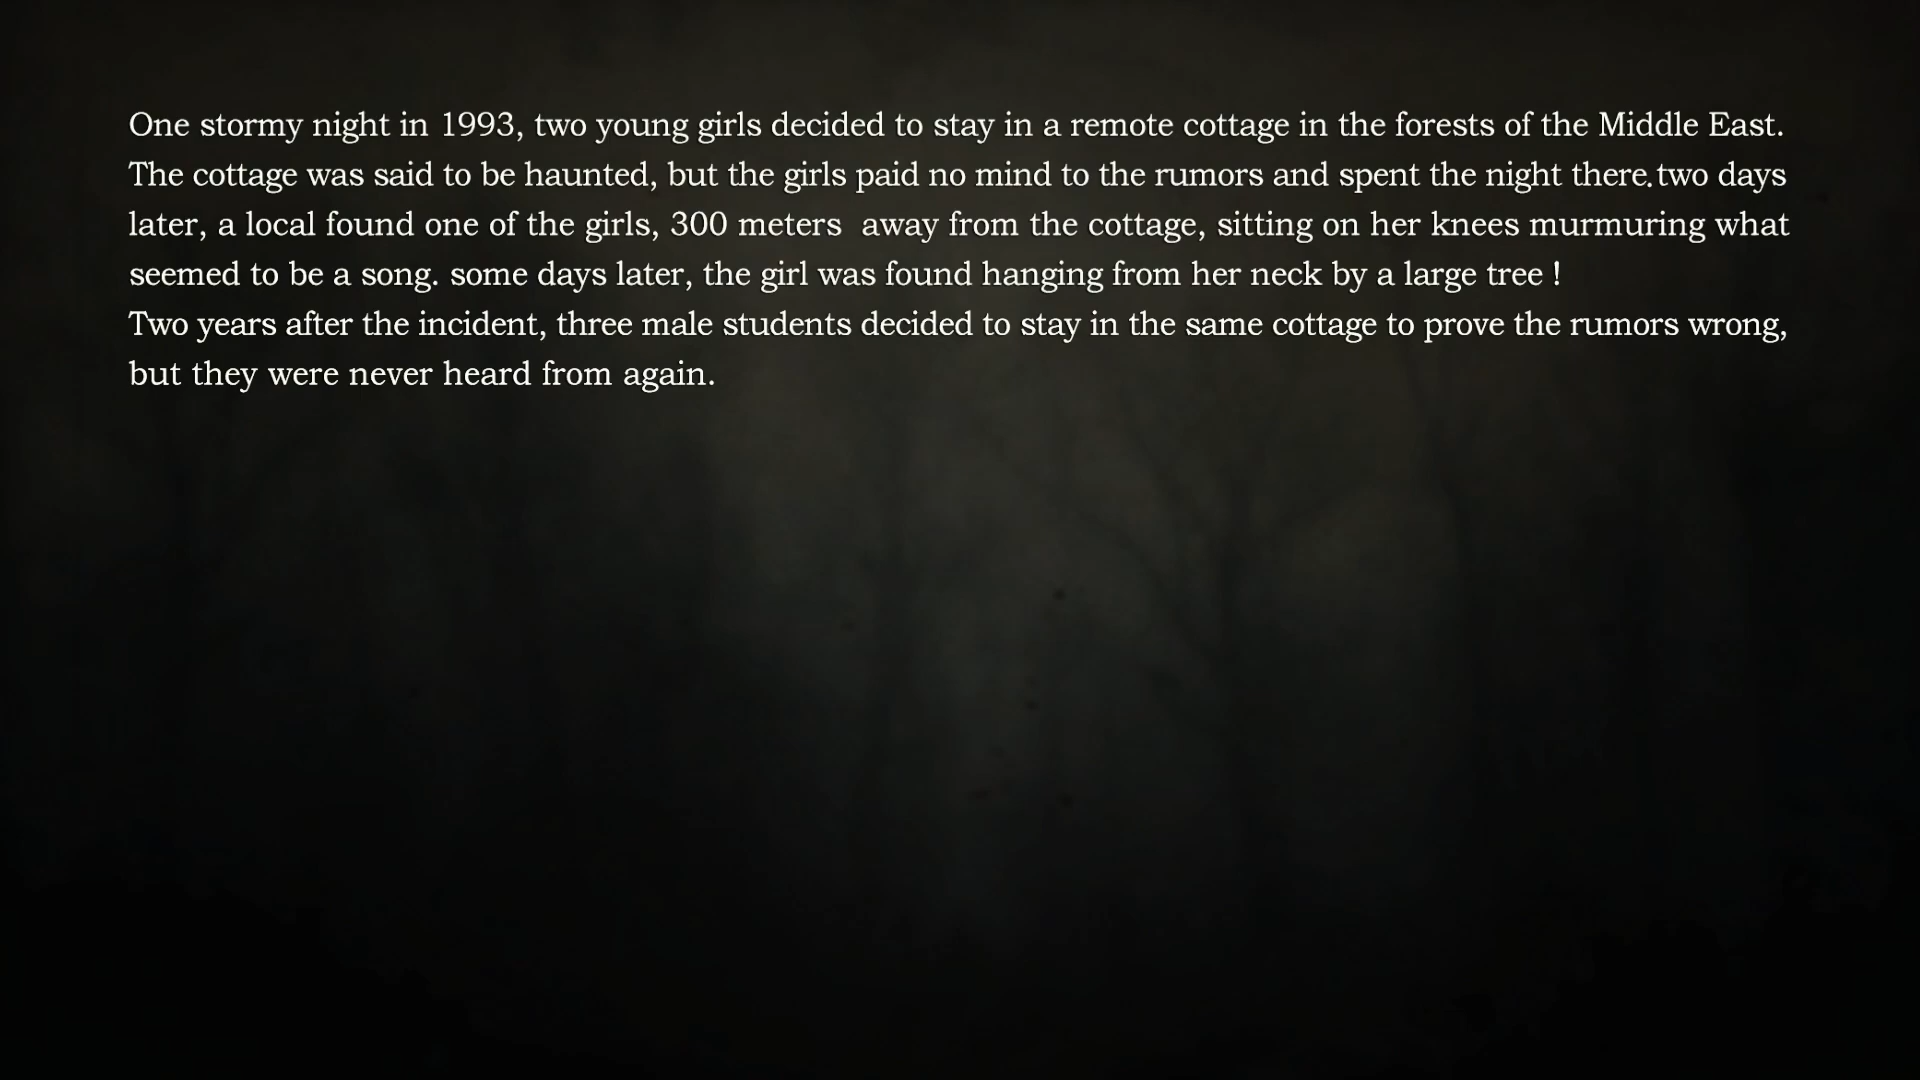 One stormy night in 1993, two young girls decided to stay in a remote cottage in the forests of the Middle East.
The cottage was said to be haunted, but the girls paid no mind to the rumors and spent the night there.two days
later, a local found one of the girls, 300 meters  away from the cottage, sitting on her knees murmuring what
seemed to be a song. some days later, the girl was found hanging from her neck by a large tree !
Two years after the incident, three male students decided to stay in the same cottage to prove the rumors wrong,
but they were never heard from again.